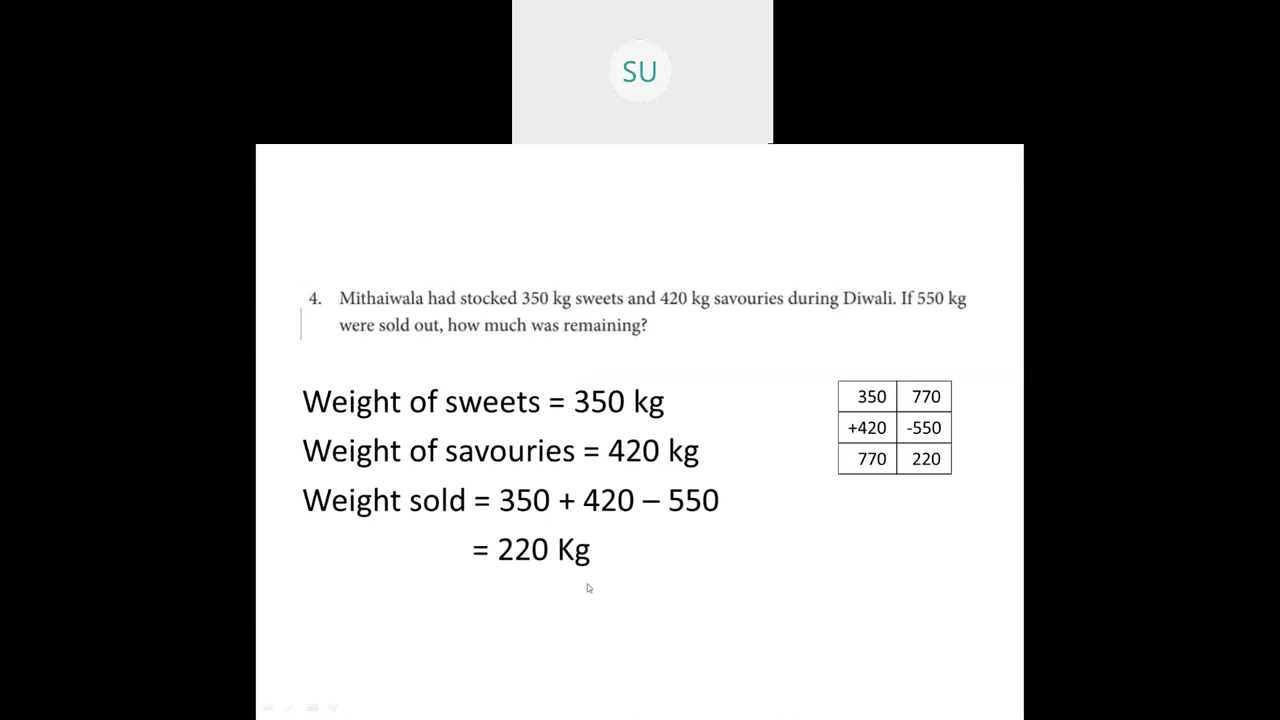 SU
4. Mithaiwala had stocked 350 kg sweets and 420 kg savouries during Diwali. If 550 kg
were sold out, how much was remaining?
Weight of sweets = 350 kg
Weight of savouries = 420 kg
Weight sold = 350 + 420 – 550
= 220 Kg
350 770
+420 -550
770 220